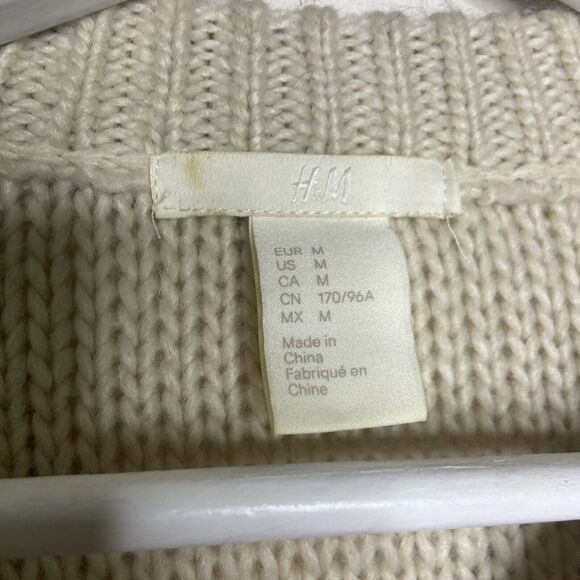 H&M
EUR M
US M
CA M
CN 170/96A
MX M
Made in
China
Fabriqué en
Chine